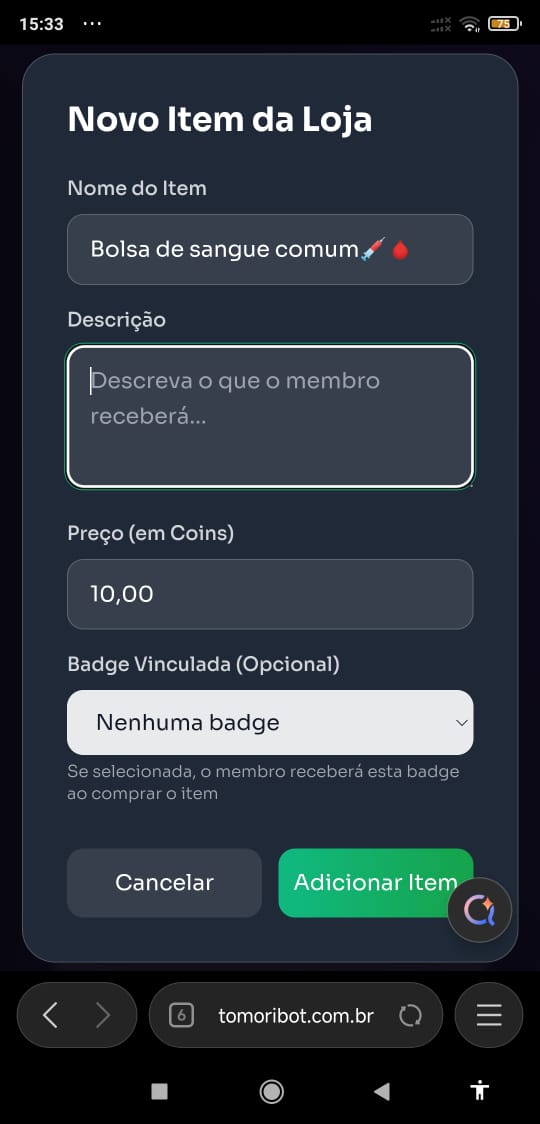 15:33 ...
75
Novo Item da Loja
Nome do Item
Bolsa de sangue comum💉🩸
Descrição
Descreva o que o membro
receberá...
Preço (em Coins)
10,00
Badge Vinculada (Opcional)
Nenhuma badge
Se selecionada, o membro receberá esta badge
ao comprar o item
Cancelar
Adicionar Item
6
tomoribot.com.br